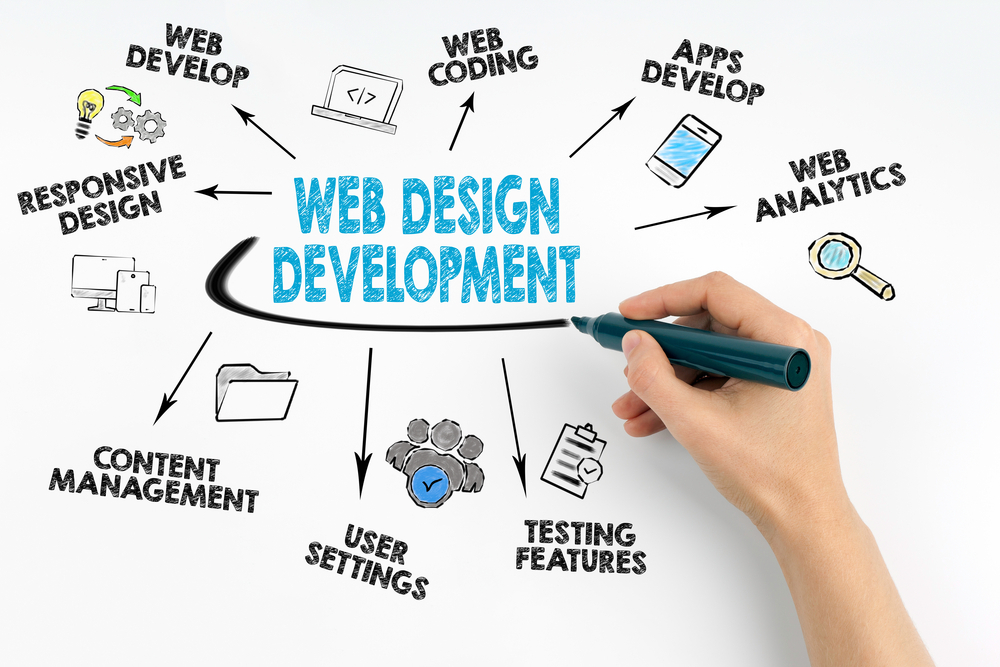 WEB
DEVELOP
WEB
CODING
APPS
DEVELOP
RESPONSIVE
DESIGN
WEB DESIGN
DEVELOPMENT
WEB
ANALYTICS
</>
CONTENT
MANAGEMENT
USER
SETTINGS
TESTING
FEATURES